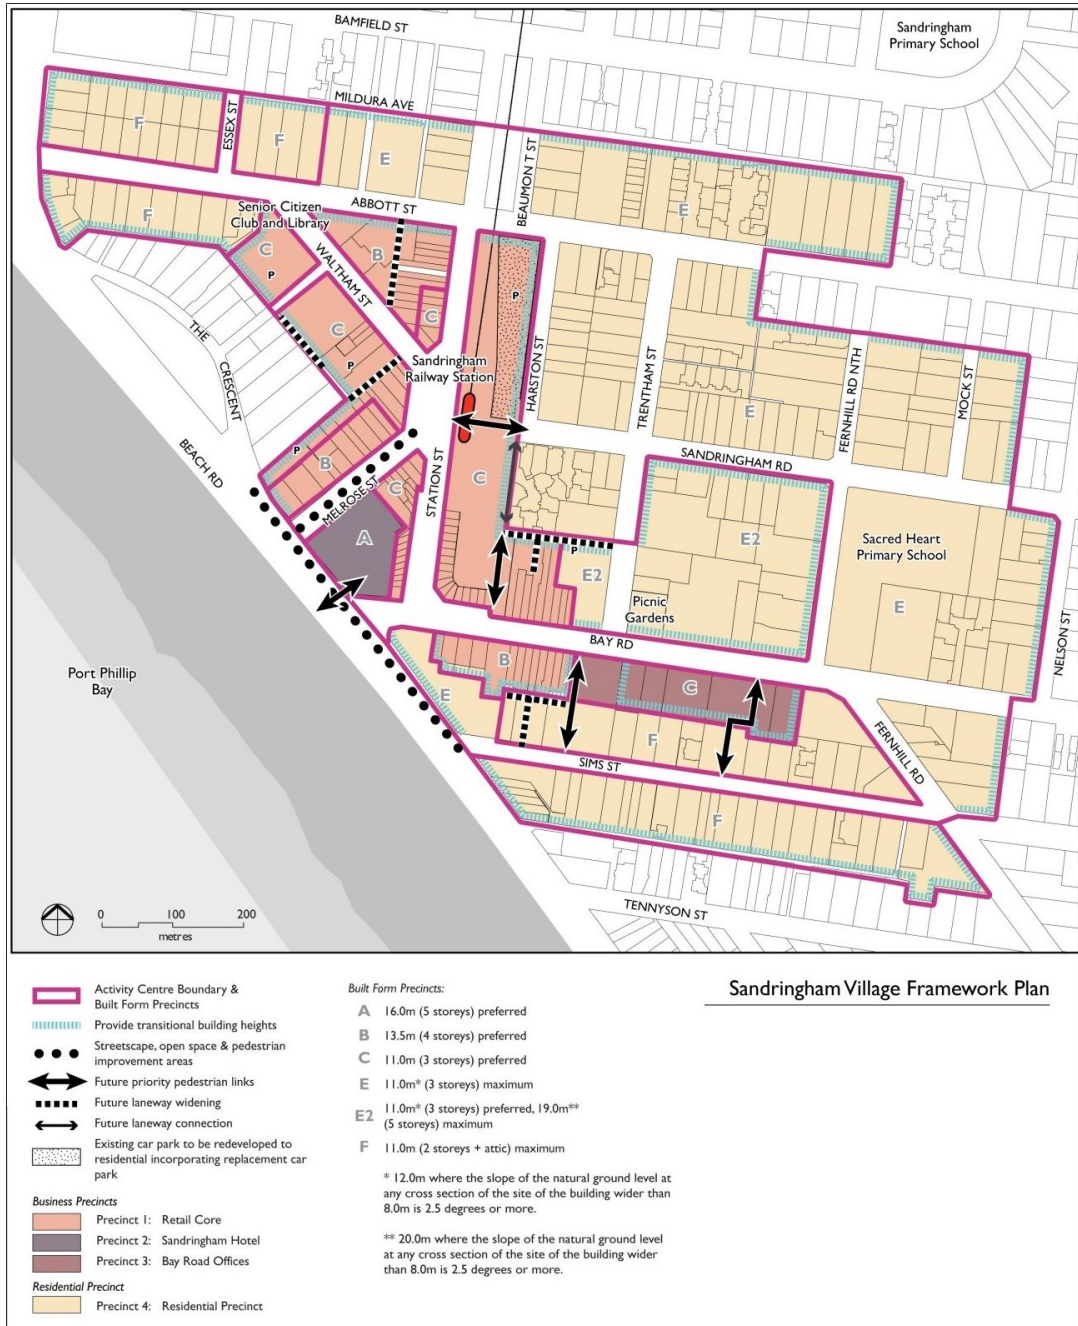 BAMFIELD ST
Sandringham
Primary School
MILDURA AVE
ESSEX ST
F
F
E
BEAUMONT ST
ABBOTT ST
E
F
Senior Citizen
Club and Library
C
P
WALTHAM ST
B
P
C
C
P
THE
CRESCENT
Sandringham
Railway Station
HARSTON ST
TRENTHAM ST
E
FERNHILL RD NTH
MOCK ST
BEACH RD
P
B
MELROSE ST
C
STATION ST
C
SANDRINGHAM RD
A
E2
Sacred Heart
Primary School
P
E2
E
Picnic
Gardens
NELSON ST
BAY RD
Port Phillip
Bay
B
E
C
F
FERNHILL RD
SIMS ST
F
TENNYSON ST
0 100 200
metres
Sandringham Village Framework Plan
Activity Centre Boundary &
Built Form Precincts
Provide transitional building heights
Streetscape, open space & pedestrian
improvement areas
Future priority pedestrian links
Future laneway widening
Future laneway connection
Existing car park to be redeveloped to
residential incorporating replacement car
park
Business Precincts
Precinct 1: Retail Core
Precinct 2: Sandringham Hotel
Precinct 3: Bay Road Offices
Residential Precinct
Precinct 4: Residential Precinct
Built Form Precincts:
A 16.0m (5 storeys) preferred
B 13.5m (4 storeys) preferred
C 11.0m (3 storeys) preferred
E 11.0m* (3 storeys) maximum
E2 11.0m* (3 storeys) preferred, 19.0m**
(5 storeys) maximum
F 11.0m (2 storeys + attic) maximum
* 12.0m where the slope of the natural ground level at
any cross section of the site of the building wider than
8.0m is 2.5 degrees or more.
** 20.0m where the slope of the natural ground level
at any cross section of the site of the building wider
than 8.0m is 2.5 degrees or more.